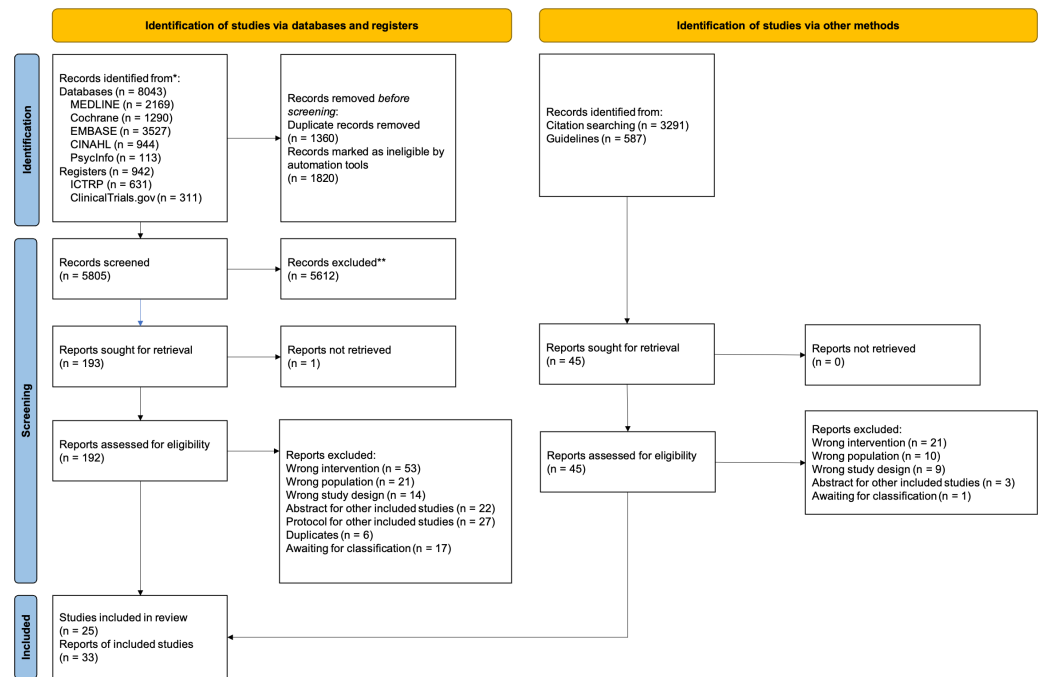 Identification of studies via databases and registers
Identification of studies via other methods
Identification
Records identified from*:
Databases (n = 8043)
MEDLINE (n = 2169)
Cochrane (n = 1290)
EMBASE (n = 3527)
CINAHL (n = 944)
PsycInfo (n = 113)
Registers (n = 942)
ICTRP (n = 631)
ClinicalTrials.gov (n = 311)
Records removed before
screening:
Duplicate records removed
(n = 1360)
Records marked as ineligible by
automation tools
(n = 1820)
Records identified from:
Citation searching (n = 3291)
Guidelines (n = 587)
Screening
Records screened
(n = 5805)
Records excluded**
(n = 5612)
Reports sought for retrieval
(n = 193)
Reports not retrieved
(n = 1)
Reports sought for retrieval
(n = 45)
Reports not retrieved
(n = 0)
Reports assessed for eligibility
(n = 192)
Reports excluded:
Wrong intervention (n = 53)
Wrong population (n = 21)
Wrong study design (n = 14)
Abstract for other included studies (n = 22)
Protocol for other included studies (n = 27)
Duplicates (n = 6)
Awaiting for classification (n = 17)
Reports assessed for eligibility
(n = 45)
Reports excluded:
Wrong intervention (n = 21)
Wrong population (n = 10)
Wrong study design (n = 9)
Abstract for other included studies (n = 3)
Awaiting for classification (n = 1)
Included
Studies included in review
(n = 25)
Reports of included studies
(n = 33)